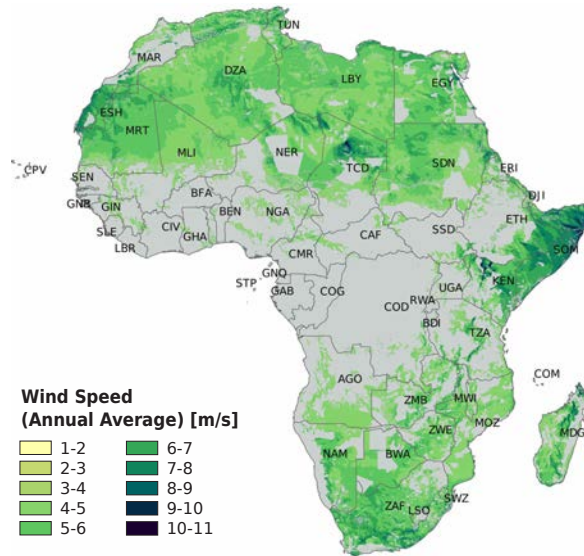 TUN
MAR
DZA
LBY
EGY
ESH
MRT
MLI
NER
TCD
SDN
ERI
CPV
SEN
GNB
GIN
BFA
BEN
NGA
DJI
ETH
SLE
CIV
GHA
LBR
CMR
CAF
SSD
SOM
GNQ
STP
GAB
COG
COD
UGA
KEN
RWA
BDI
TZA
COM
AGO
ZMB
MWI
MOZ
ZWE
MDG
NAM
BWA
ZAF
LSO
SWZ
Wind Speed
(Annual Average) [m/s]
1-2 6-7
2-3 7-8
3-4 8-9
4-5 9-10
5-6 10-11